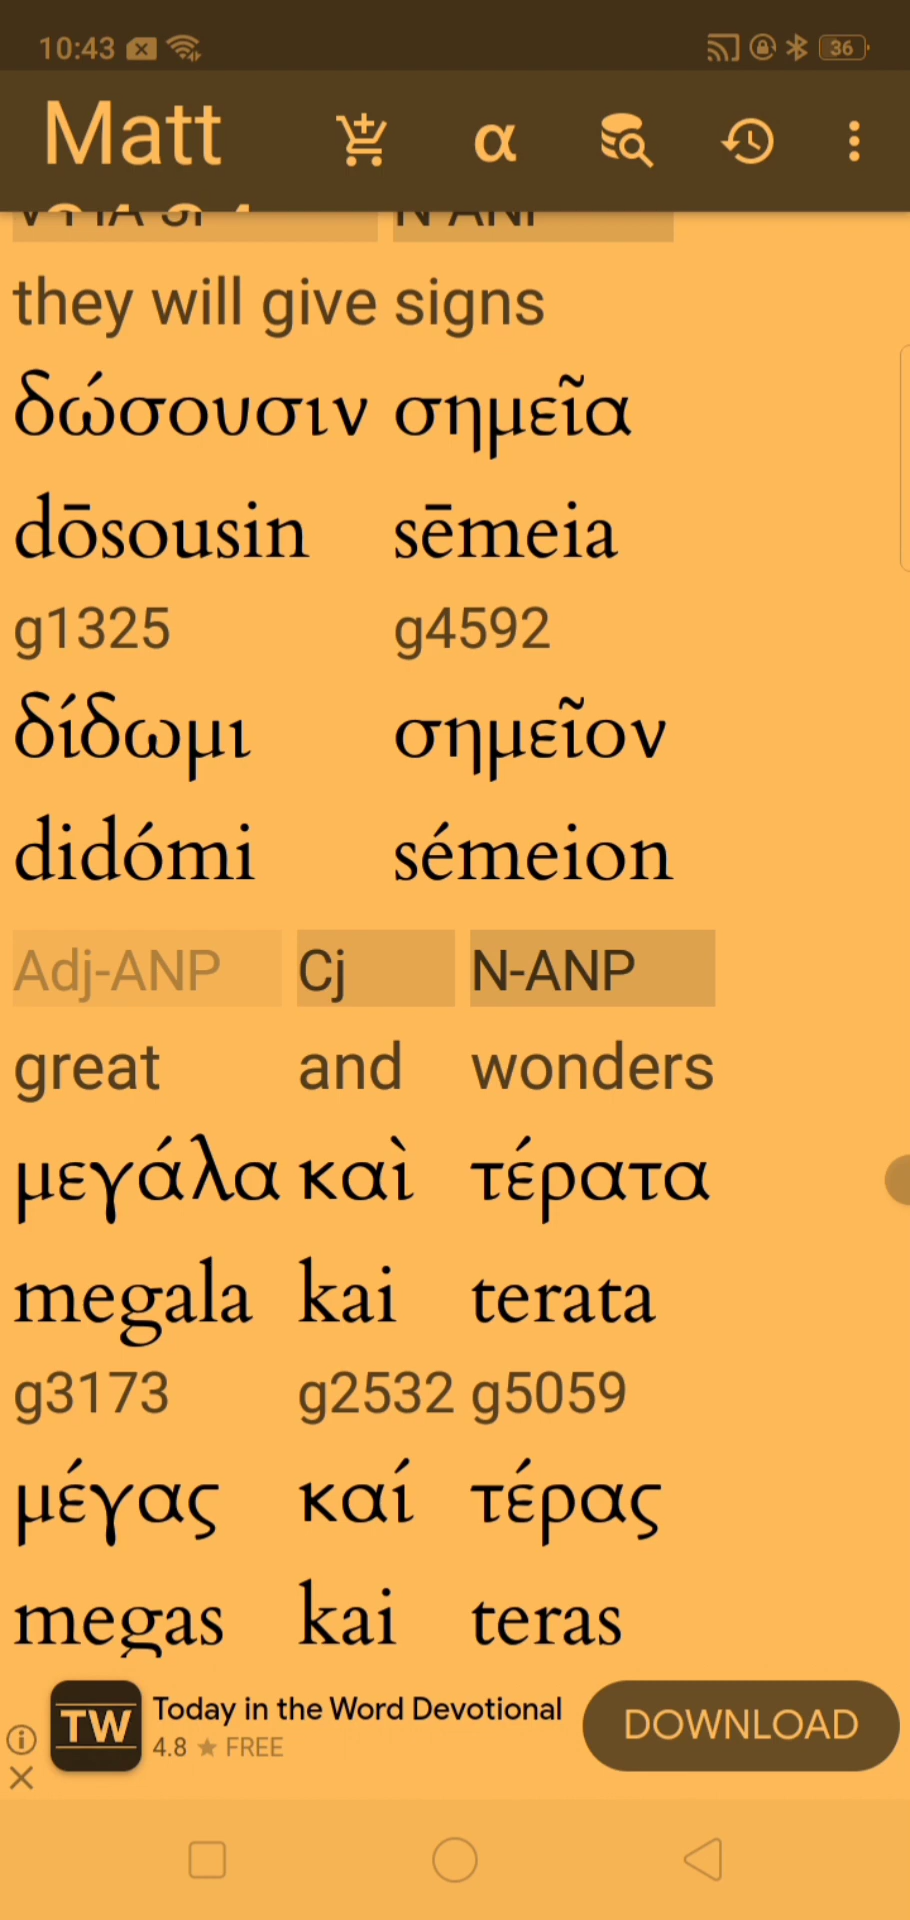 10:43 36
Matt
they will give signs
δώσουσιν σημεῖα
dōsousin sēmeia
g1325 g4592
δίδωμι σημεῖον
didómi sémeion
Adj-ANP Cj N-ANP
great and wonders
μεγάλα καὶ τέρατα
megala kai terata
g3173 g2532 g5059
μέγας καί τέρας
megas kai teras
TW Today in the Word Devotional DOWNLOAD
4.8 ★ FREE